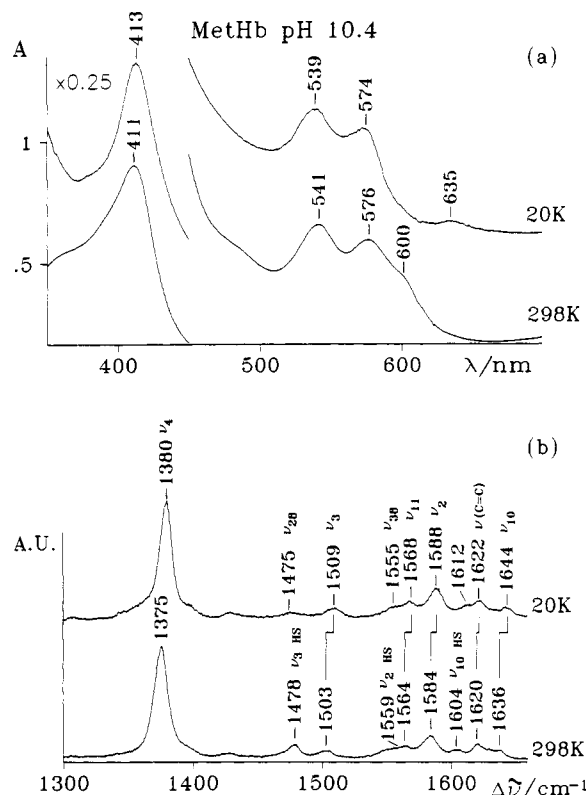 MetHb pH 10.4
(a)
A
x0.25
413
411
539
574
635
20K
541
576
600
298K
1
.5
400 500 600
λ/nm
(b)
A.U.
1380 ν₄
1475 ν₂₈
1509 ν₃
1555 ν₃₈
1568 ν₁₁
1588 ν₂
1612
1622 ν(C=C)
1644 ν₁₀
20K
1375
1478 ν₃ HS
1503
1559 ν₂ HS
1564
1584
1604 ν₁₀ HS
1620
1636
298K
1300 1400 1500 1600
Δν̃/cm⁻¹